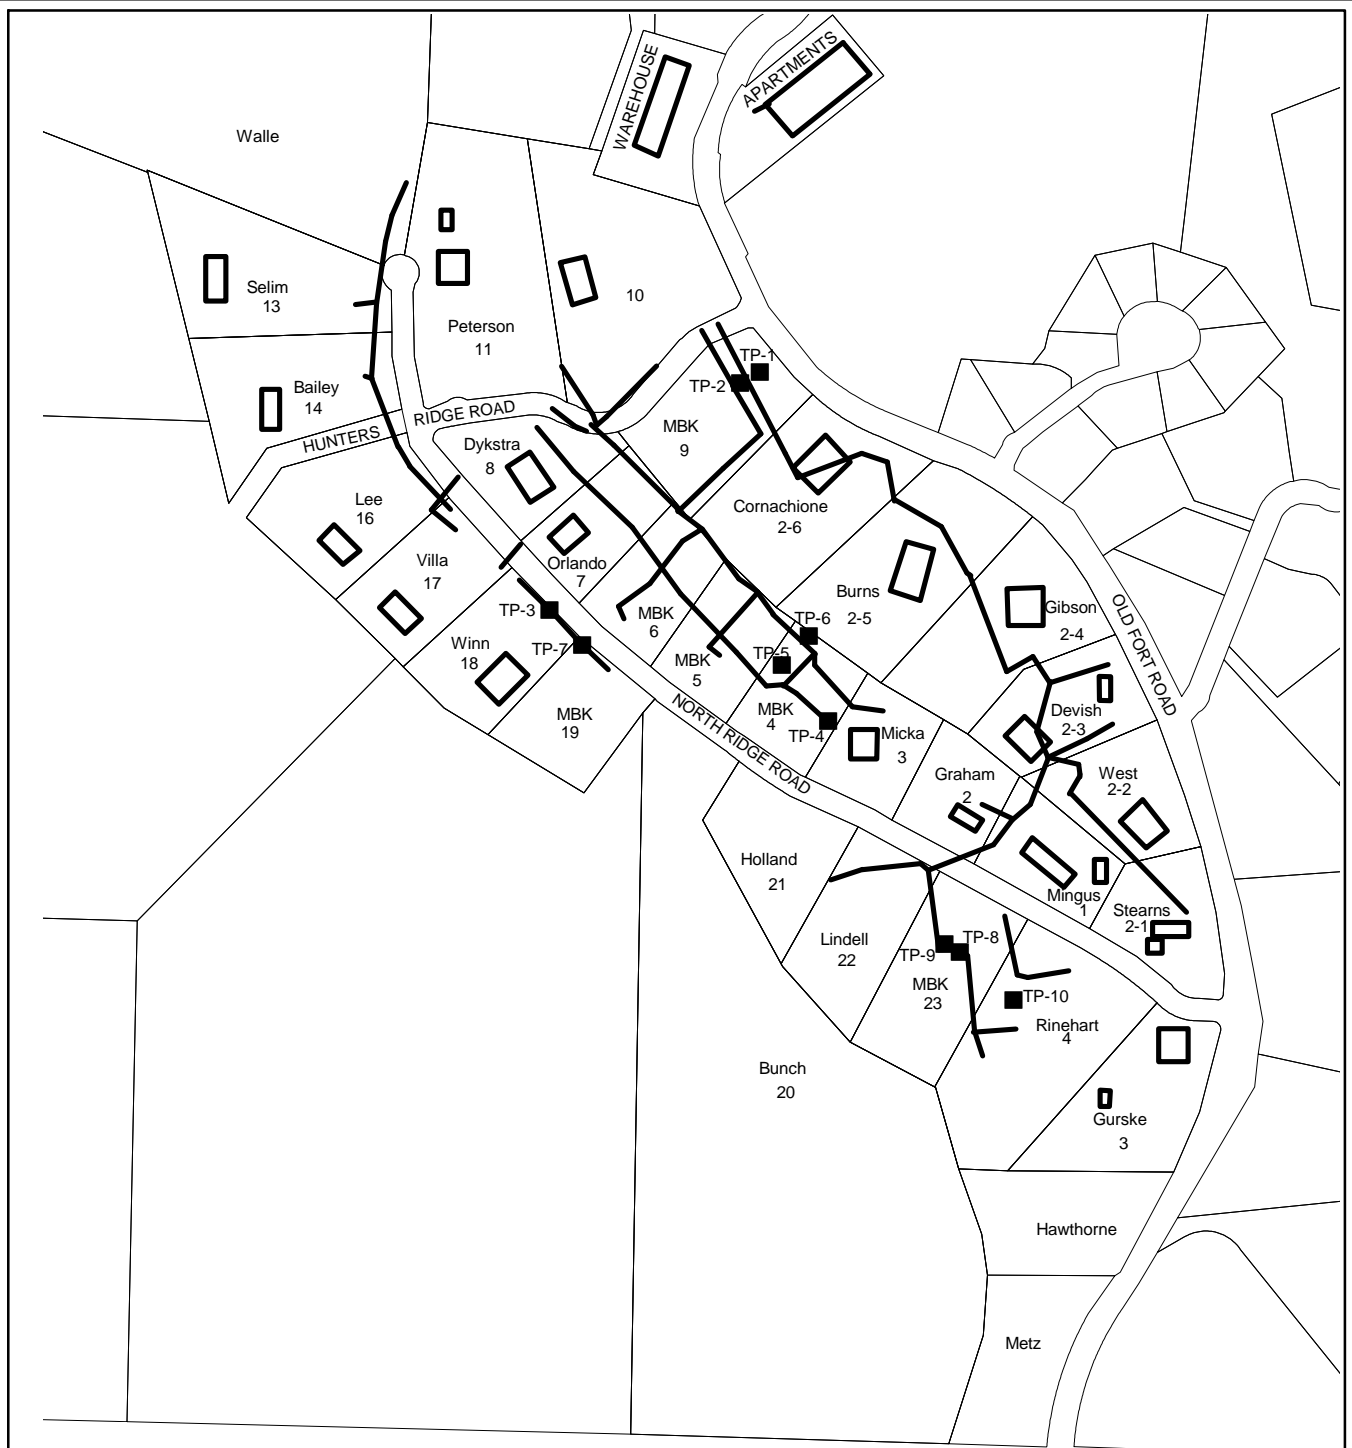 WAREHOUSE
APARTMENTS
Walle
Selim
13
10
Peterson
11
TP-1
TP-2
Bailey
14
HUNTERS RIDGE ROAD
MBK
9
Dykstra
8
Lee
16
Cornachione
2-6
Villa
17
Orlando
7
Burns
2-5
TP-3
MBK
6
TP-6
Gibson
2-4
OLD FORT ROAD
Winn
18
TP-7
MBK
5
TP-5
MBK
19
NORTH RIDGE ROAD
MBK
4
TP-4
Micka
3
Devish
2-3
Graham
2
West
2-2
Holland
21
Mingus
1
Stearns
2-1
Lindell
22
TP-9
TP-8
MBK
23
TP-10
Rinehart
4
Bunch
20
Gurske
3
Hawthorne
Metz